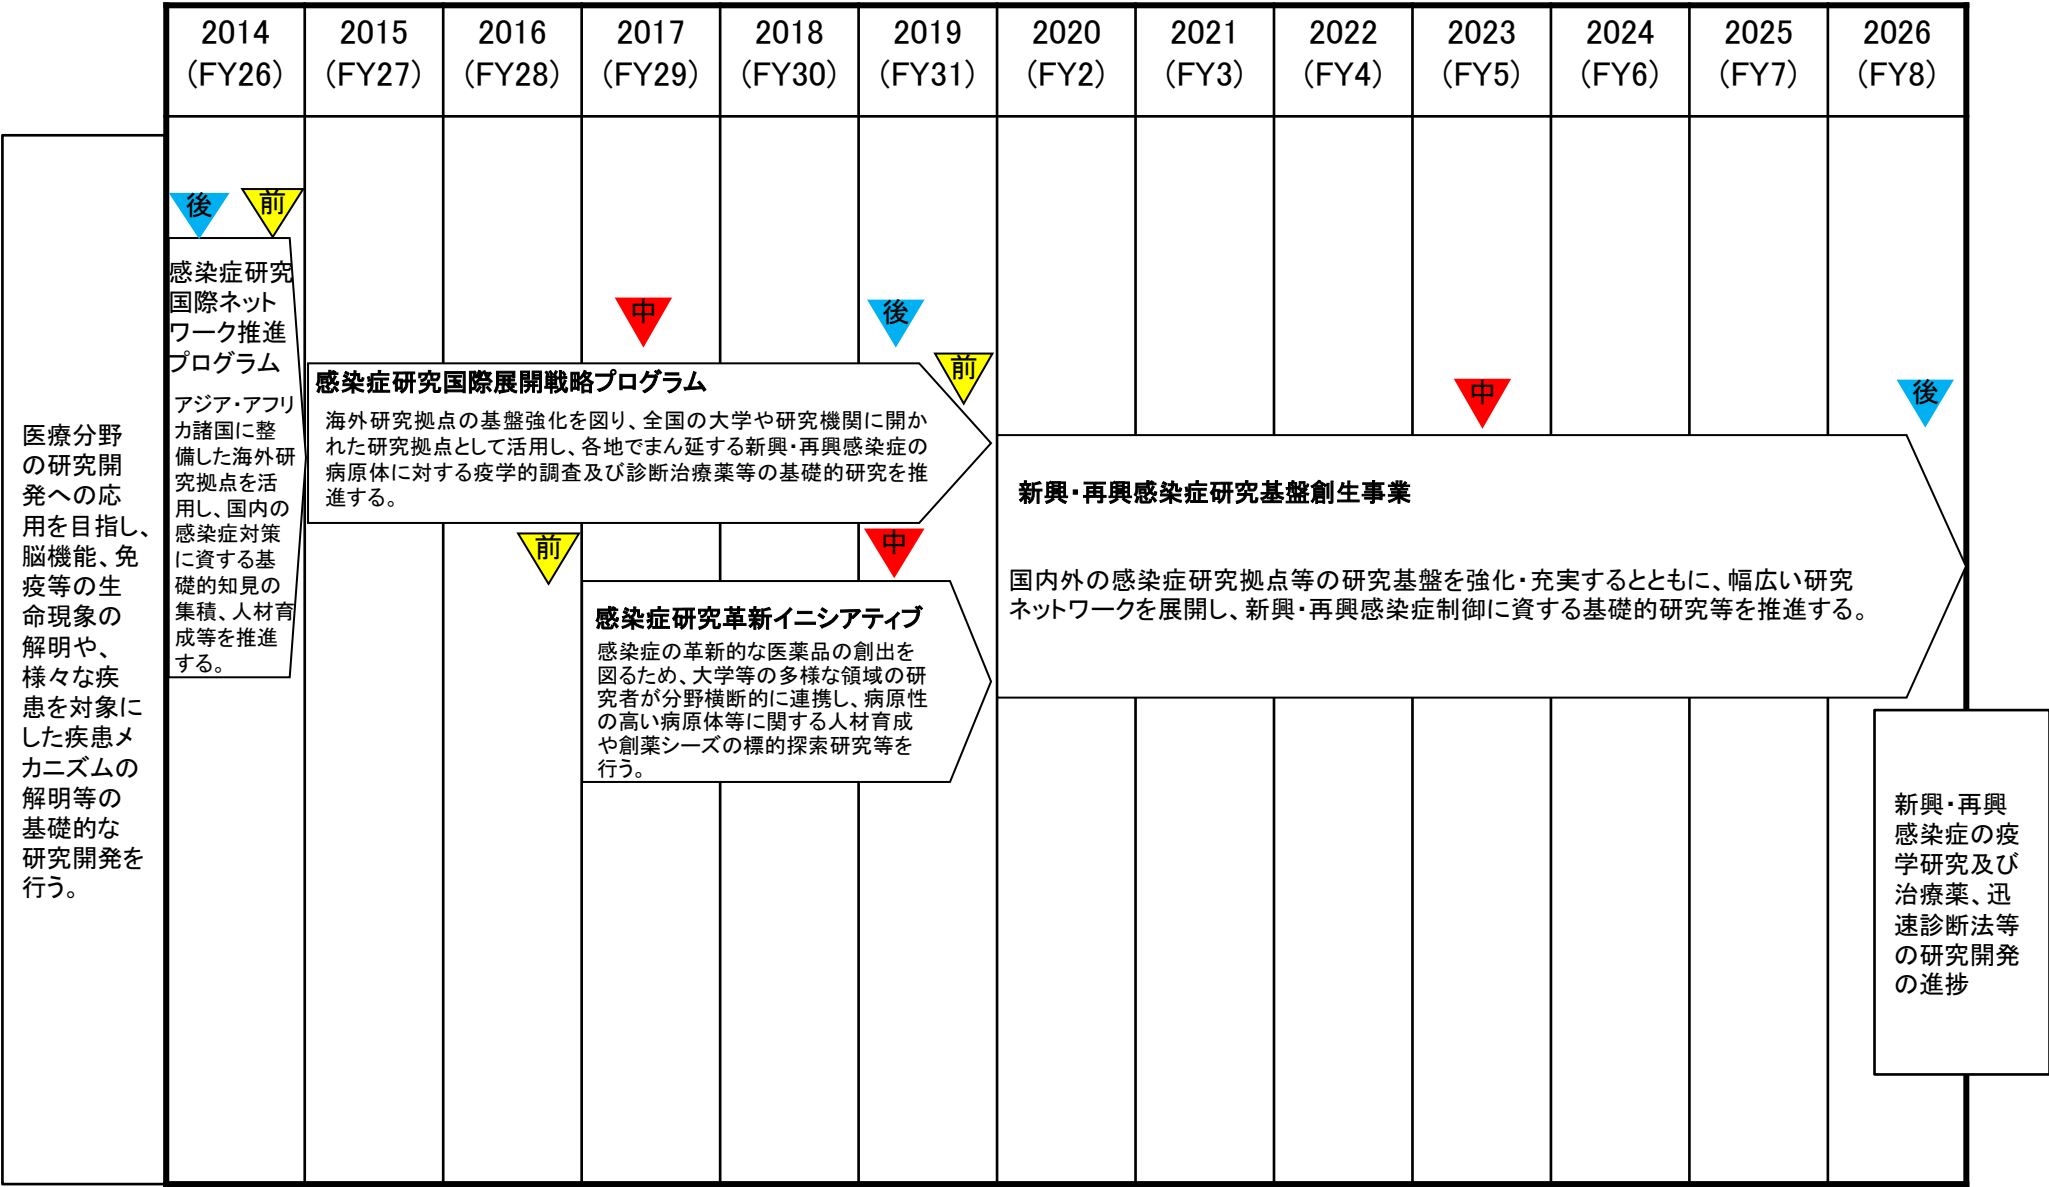 2014
(FY26)
2015
(FY27)
2016
(FY28)
2017
(FY29)
2018
(FY30)
2019
(FY31)
2020
(FY2)
2021
(FY3)
2022
(FY4)
2023
(FY5)
2024
(FY6)
2025
(FY7)
2026
(FY8)
医療分野
の研究開
発への応
用を目指し、
脳機能、免
疫等の生
命現象の
解明や、
様々な疾
患を対象に
した疾患メ
カニズムの
解明等の
基礎的な
研究開発を
行う。
後
前
感染症研究
国際ネット
ワーク推進
プログラム
アジア・アフリ
カ諸国に整
備した海外研
究拠点を活
用し、国内の
感染症対策
に資する基
礎的知見の
集積、人材育
成等を推進
する。
中
後
前
感染症研究国際展開戦略プログラム
海外研究拠点の基盤強化を図り、全国の大学や研究機関に開か
れた研究拠点として活用し、各地でまん延する新興・再興感染症の
病原体に対する疫学的調査及び診断治療薬等の基礎的研究を推
進する。
前
中
感染症研究革新イニシアティブ
感染症の革新的な医薬品の創出を
図るため、大学等の多様な領域の研
究者が分野横断的に連携し、病原性
の高い病原体等に関する人材育成
や創薬シーズの標的探索研究等を
行う。
中
後
新興・再興感染症研究基盤創生事業
国内外の感染症研究拠点等の研究基盤を強化・充実するとともに、幅広い研究
ネットワークを展開し、新興・再興感染症制御に資する基礎的研究等を推進する。
新興・再興
感染症の疫
学研究及び
治療薬、迅
速診断法等
の研究開発
の進捗